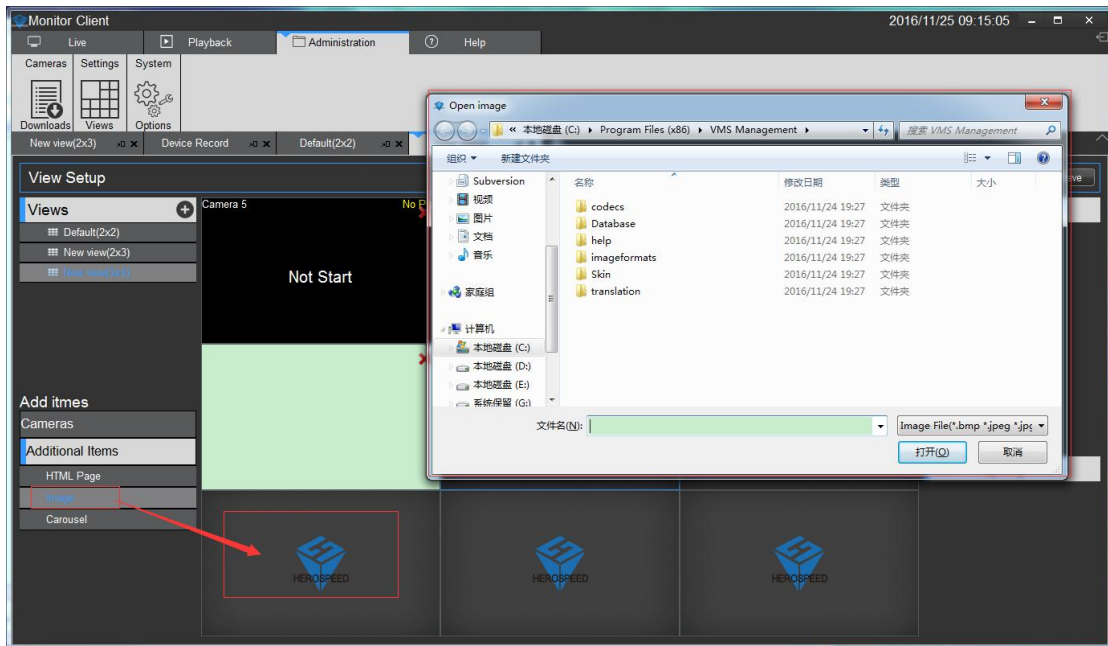 Monitor Client 2016/11/25 09:15:05
Live Playback Administration Help
Cameras Settings System
Downloads Views Options
New view(2x3) Device Record Default(2x2)
View Setup
Views
Default(2x2)
New view(2x3)
New view(3x3)
Camera 5 No P
Not Start
Add itmes
Cameras
Additional Items
HTML Page
Image
Carousel
HEROSPEED HEROSPEED HEROSPEED
Open image
« 本地磁盘 (C:) Program Files (x86) VMS Management
搜索 VMS Management
组织 新建文件夹
名称 修改日期 类型 大小
Subversion
视频
图片
文档
音乐
家庭组
计算机
本地磁盘 (C:)
本地磁盘 (D:)
本地磁盘 (E:)
系统保留 (G:)
codecs 2016/11/24 19:27 文件夹
Database 2016/11/24 19:27 文件夹
help 2016/11/24 19:27 文件夹
imageformats 2016/11/24 19:27 文件夹
Skin 2016/11/24 19:27 文件夹
translation 2016/11/24 19:27 文件夹
文件名(N): Image File(*.bmp *.jpeg *.jpg
打开(O) 取消